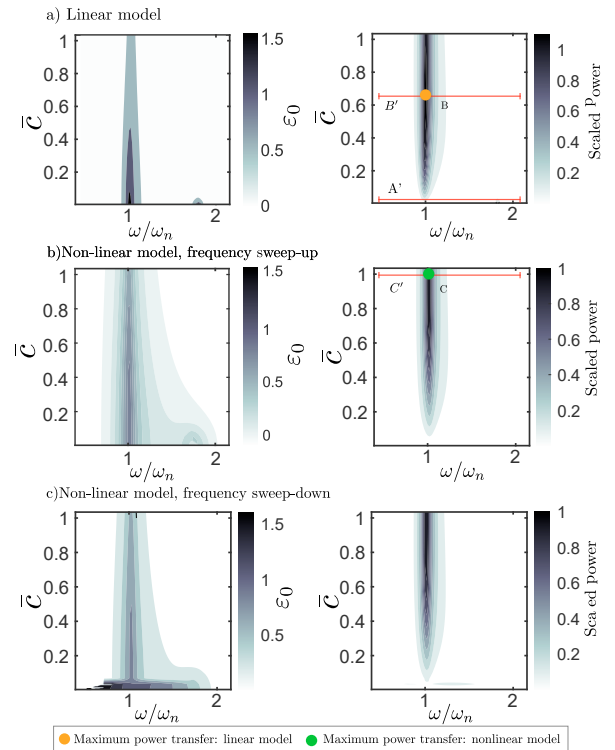 a) Linear model
1
0.8
0.6
0.4
0.2
c̅
1
2
ω/ωn
1.5
1
0.5
0
ε0
1
0.8
0.6
0.4
0.2
c̅
B′
B
A'
1
2
ω/ωn
1
0.8
0.6
0.4
0.2
Scaled Power
b)Non-linear model, frequency sweep-up
1
0.8
0.6
0.4
0.2
c̅
1
2
ω/ωn
1.5
1
0.5
0
ε0
1
0.8
0.6
0.4
0.2
c̅
C′
C
1
2
ω/ωn
1
0.8
0.6
0.4
0.2
Scaled power
c)Non-linear model, frequency sweep-down
1
0.8
0.6
0.4
0.2
c̅
1
2
ω/ωn
1.5
1
0.5
ε0
1
0.8
0.6
0.4
0.2
c̅
1
2
ω/ωn
1
0.8
0.6
0.4
0.2
Sca ed power
Maximum power transfer: linear model
Maximum power transfer: nonlinear model